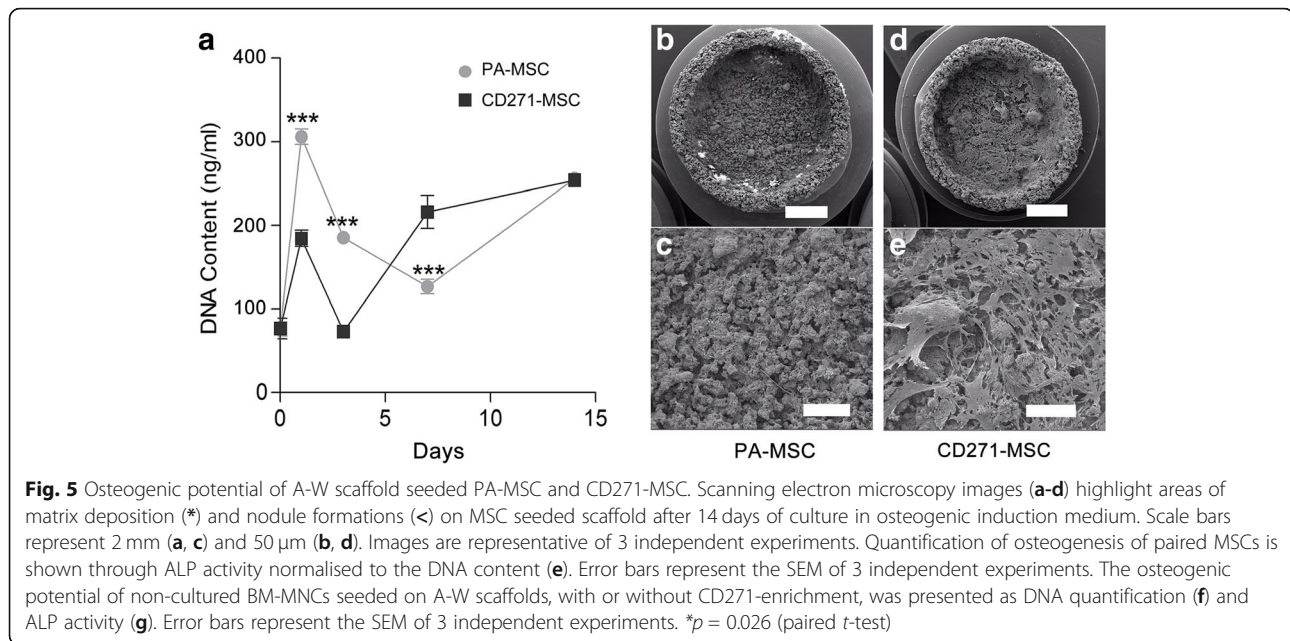 a
400
300
200
100
0
DNA Content (ng/ml)
PA-MSC
CD271-MSC
***
***
***
0 5 10 15
Days
b
d
c
e
PA-MSC
CD271-MSC
Fig. 5 Osteogenic potential of A-W scaffold seeded PA-MSC and CD271-MSC. Scanning electron microscopy images (a-d) highlight areas of
matrix deposition (*) and nodule formations (<) on MSC seeded scaffold after 14 days of culture in osteogenic induction medium. Scale bars
represent 2 mm (a, c) and 50 μm (b, d). Images are representative of 3 independent experiments. Quantification of osteogenesis of paired MSCs is
shown through ALP activity normalised to the DNA content (e). Error bars represent the SEM of 3 independent experiments. The osteogenic
potential of non-cultured BM-MNCs seeded on A-W scaffolds, with or without CD271-enrichment, was presented as DNA quantification (f) and
ALP activity (g). Error bars represent the SEM of 3 independent experiments. *p = 0.026 (paired t-test)